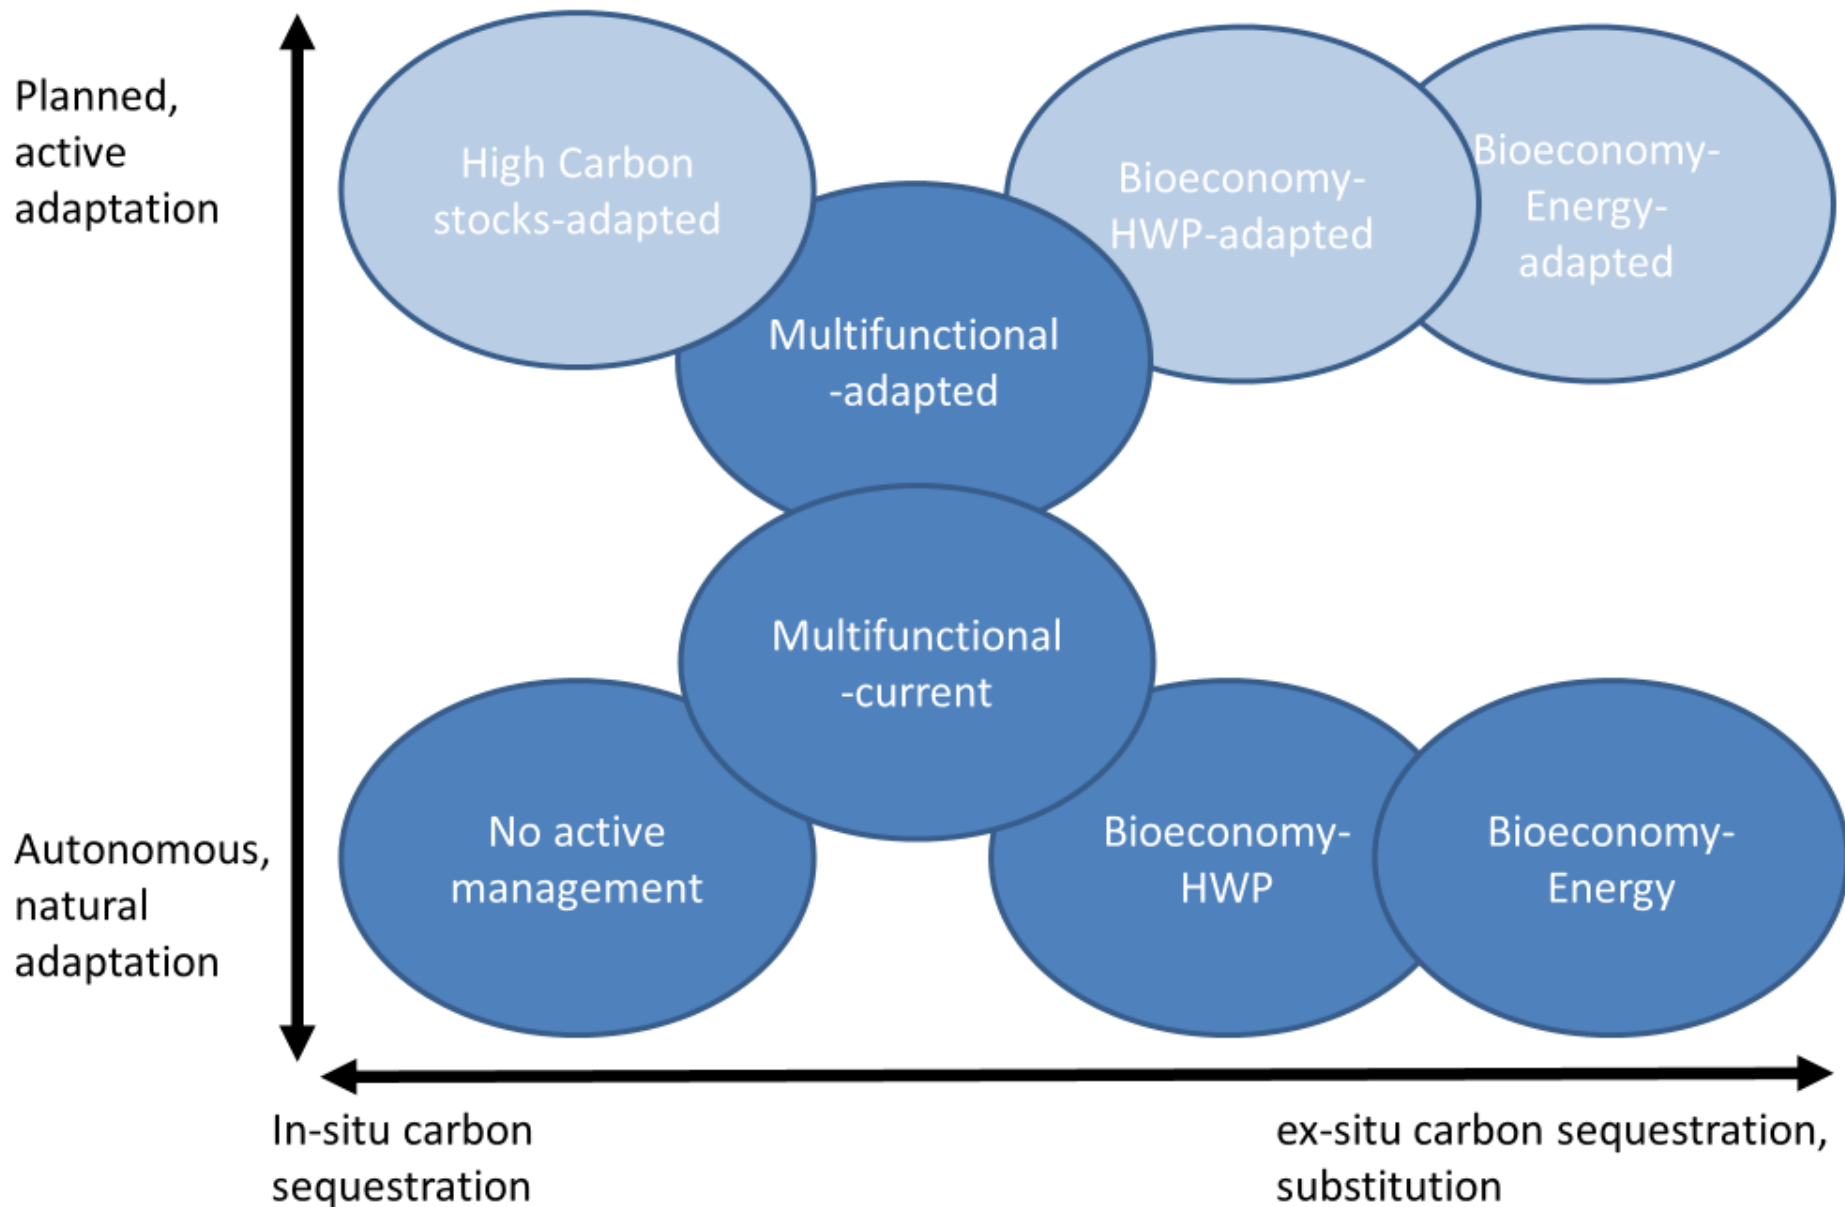 Planned,
active
adaptation
High Carbon
stocks-adapted
Bioeconomy-
HWP-adapted
Bioeconomy-
Energy-
adapted
Multifunctional
-adapted
Multifunctional
-current
No active
management
Bioeconomy-
HWP
Bioeconomy-
Energy
Autonomous,
natural
adaptation
In-situ carbon
sequestration
ex-situ carbon sequestration,
substitution